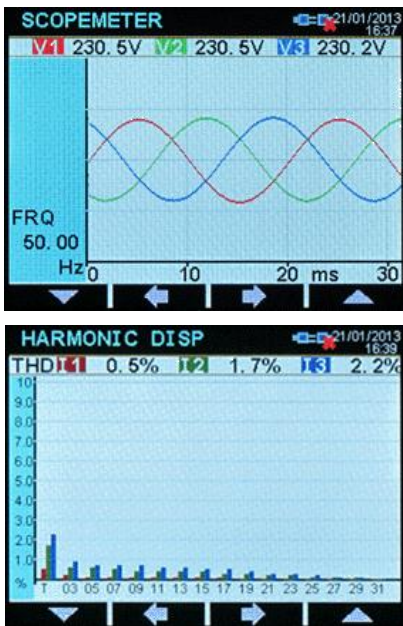 SCOPEMETER 21/01/2013
16:37
V1 230.5V V2 230.5V V3 230.2V
FRQ
50.00
Hz
0 10 20 ms 30
HARMONIC DISP 21/01/2013
16:39
THD I1 0.5% I2 1.7% I3 2.2%
10
9.0
8.0
7.0
6.0
5.0
4.0
3.0
2.0
1.0
% T 03 05 07 09 11 13 15 17 19 21 23 25 27 29 31